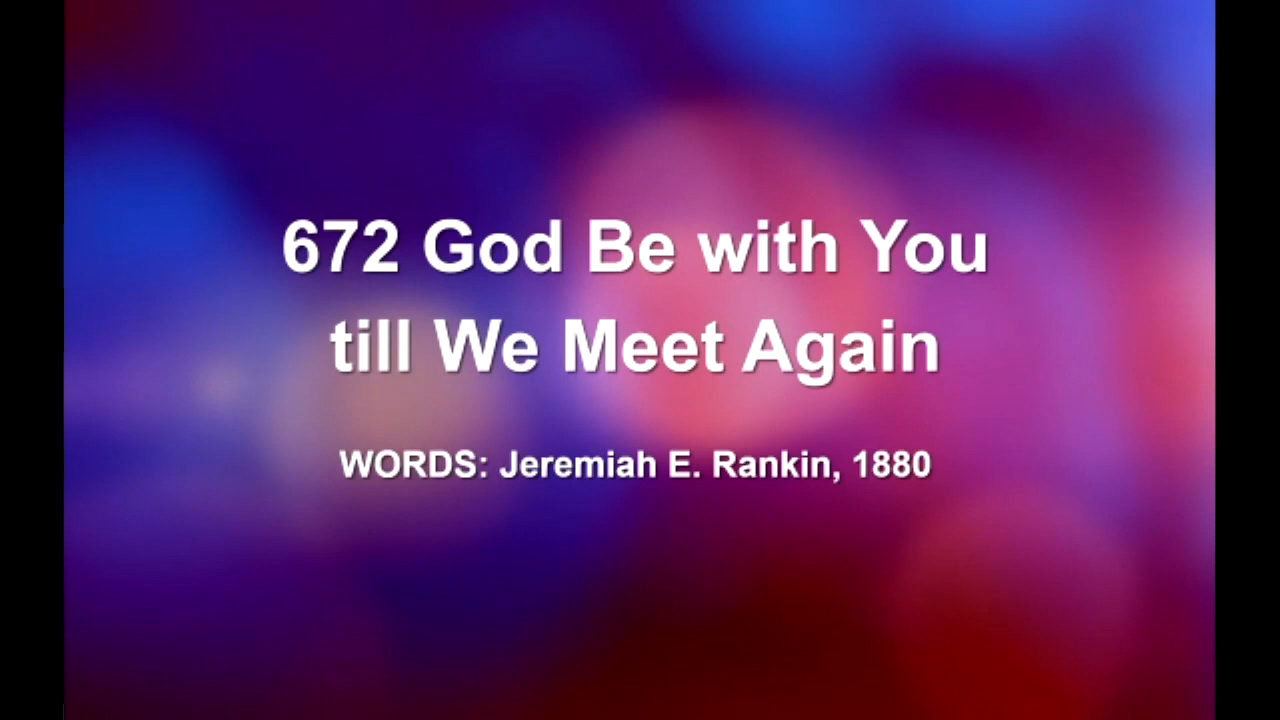 672 God Be with You
till We Meet Again
WORDS: Jeremiah E. Rankin, 1880